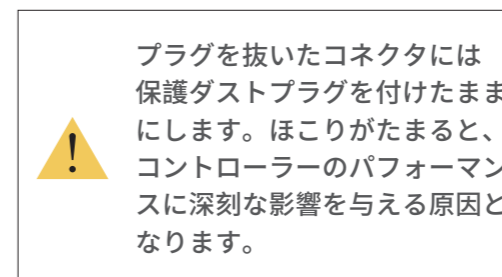 プラグを抜いたコネクタには
保護ダストプラグを付けたまま
にします。ほこりがたまると、
コントローラーのパフォーマン
スに深刻な影響を与える原因と
なります。